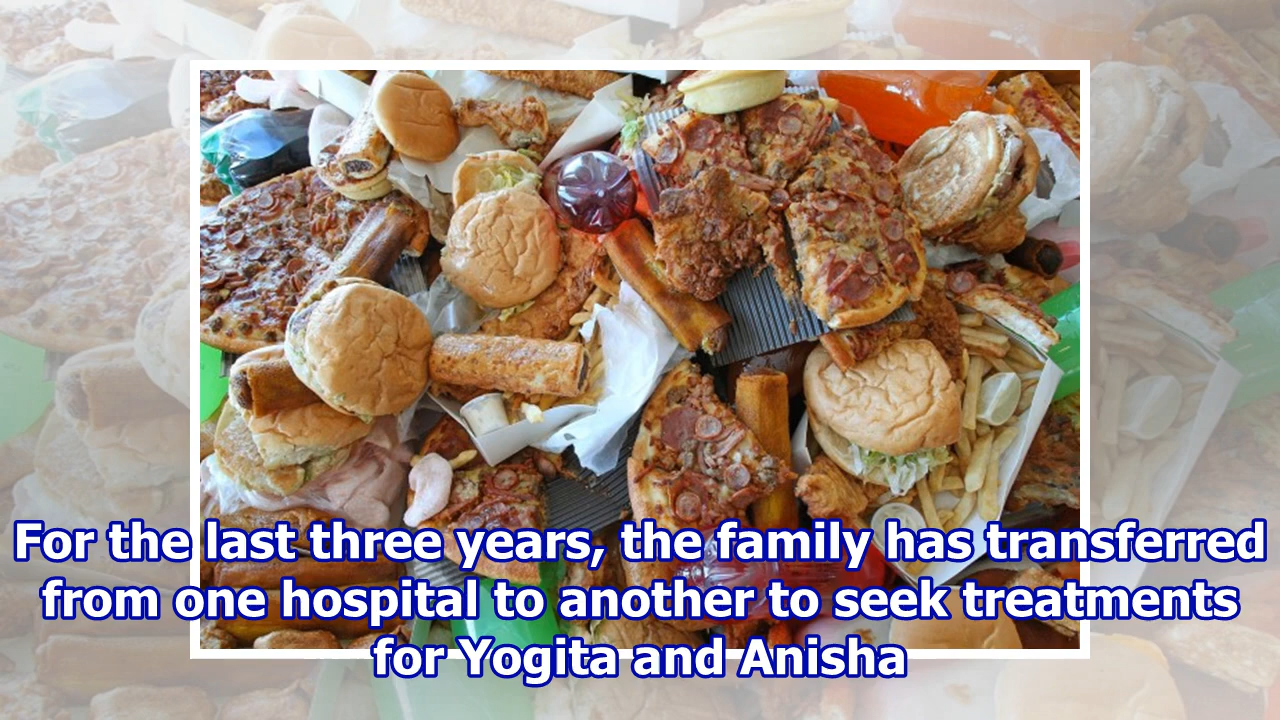 For the last three years, the family has transferred
from one hospital to another to seek treatments
for Yogita and Anisha